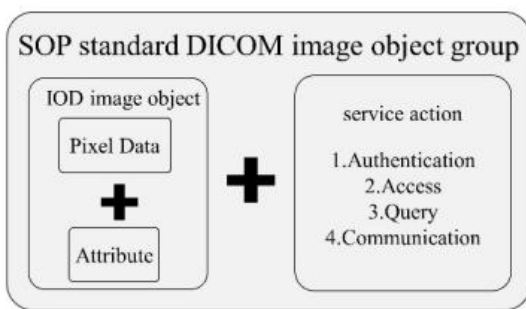 SOP standard DICOM image object group
IOD image object
Pixel Data
Attribute
service action
1.Authentication
2.Access
3.Query
4.Communication